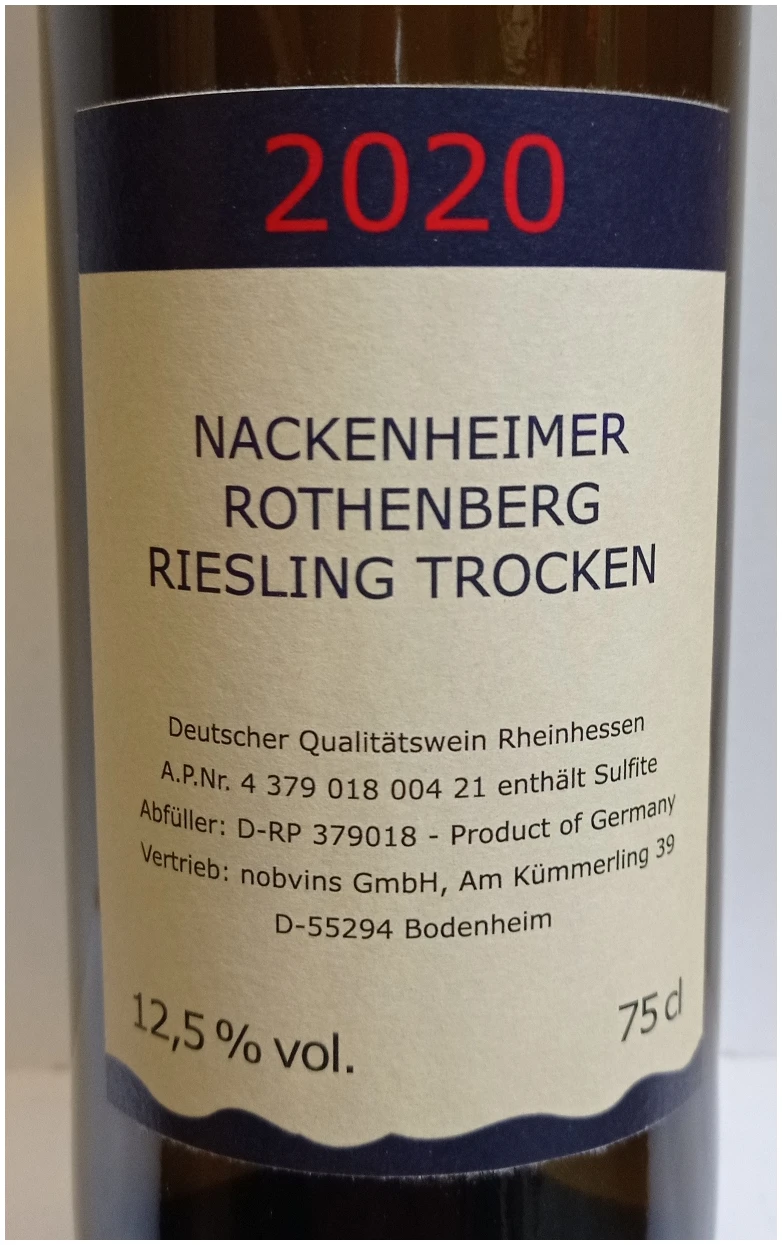 2020
NACKENHEIMER
ROTHENBERG
RIESLING TROCKEN
Deutscher Qualitätswein Rheinhessen
A.P.Nr. 4 379 018 004 21 enthält Sulfite
Abfüller: D-RP 379018 - Product of Germany
Vertrieb: nobvins GmbH, Am Kümmerling 39
D-55294 Bodenheim
12,5 % vol.
75 cl